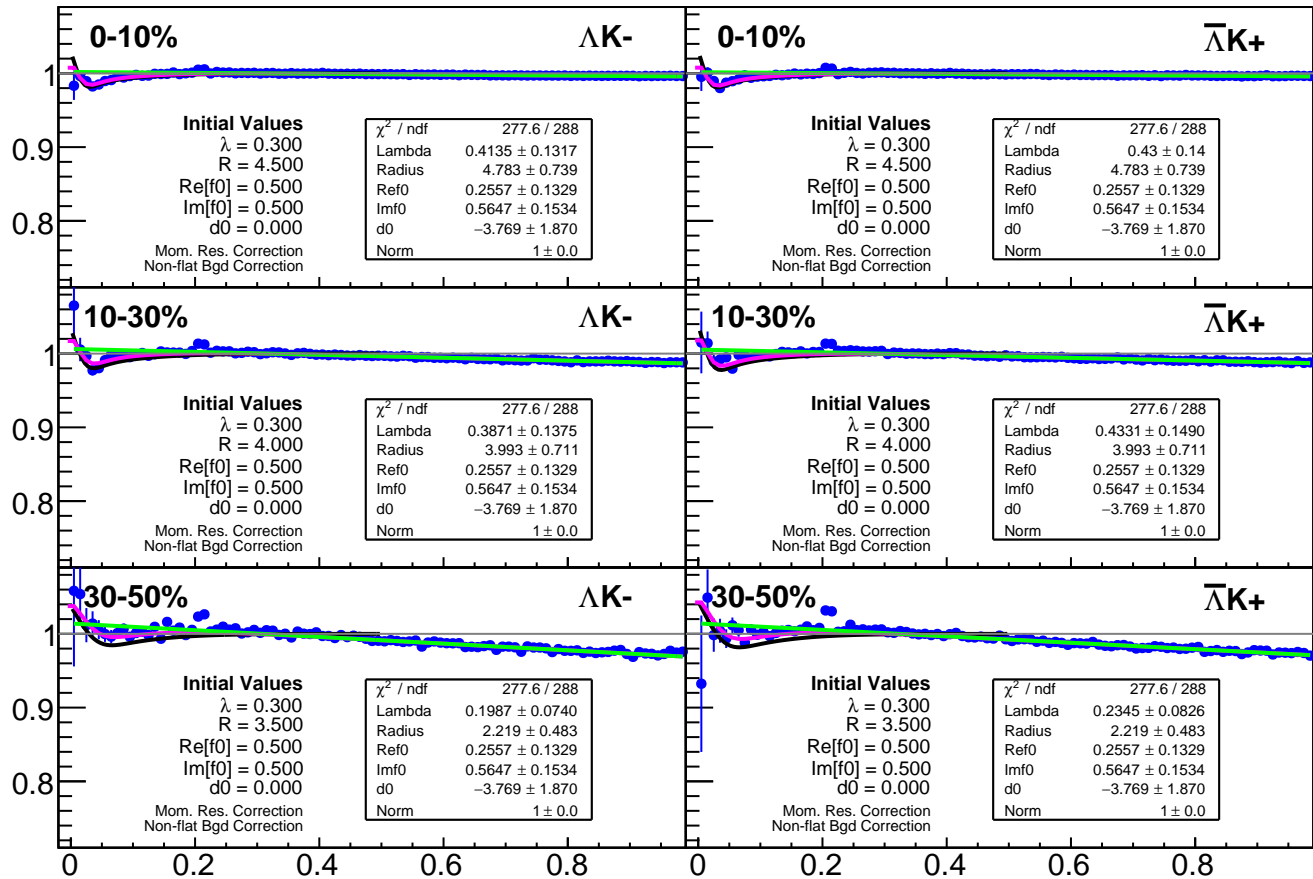 0-10%
ΛK-
1
0.9
0.8
Initial Values
λ = 0.300
R = 4.500
Re[f0] = 0.500
Im[f0] = 0.500
d0 = 0.000
Mom. Res. Correction
Non-flat Bgd Correction
χ² / ndf 277.6 / 288
Lambda 0.4135 ± 0.1317
Radius 4.783 ± 0.739
Ref0 0.2557 ± 0.1329
Imf0 0.5647 ± 0.1534
d0 −3.769 ± 1.870
Norm 1 ± 0.0
0-10%
Λ̅K+
Initial Values
λ = 0.300
R = 4.500
Re[f0] = 0.500
Im[f0] = 0.500
d0 = 0.000
Mom. Res. Correction
Non-flat Bgd Correction
χ² / ndf 277.6 / 288
Lambda 0.43 ± 0.14
Radius 4.783 ± 0.739
Ref0 0.2557 ± 0.1329
Imf0 0.5647 ± 0.1534
d0 −3.769 ± 1.870
Norm 1 ± 0.0
10-30%
ΛK-
1
0.9
0.8
Initial Values
λ = 0.300
R = 4.000
Re[f0] = 0.500
Im[f0] = 0.500
d0 = 0.000
Mom. Res. Correction
Non-flat Bgd Correction
χ² / ndf 277.6 / 288
Lambda 0.3871 ± 0.1375
Radius 3.993 ± 0.711
Ref0 0.2557 ± 0.1329
Imf0 0.5647 ± 0.1534
d0 −3.769 ± 1.870
Norm 1 ± 0.0
10-30%
Λ̅K+
Initial Values
λ = 0.300
R = 4.000
Re[f0] = 0.500
Im[f0] = 0.500
d0 = 0.000
Mom. Res. Correction
Non-flat Bgd Correction
χ² / ndf 277.6 / 288
Lambda 0.4331 ± 0.1490
Radius 3.993 ± 0.711
Ref0 0.2557 ± 0.1329
Imf0 0.5647 ± 0.1534
d0 −3.769 ± 1.870
Norm 1 ± 0.0
30-50%
ΛK-
1
0.9
0.8
Initial Values
λ = 0.300
R = 3.500
Re[f0] = 0.500
Im[f0] = 0.500
d0 = 0.000
Mom. Res. Correction
Non-flat Bgd Correction
χ² / ndf 277.6 / 288
Lambda 0.1987 ± 0.0740
Radius 2.219 ± 0.483
Ref0 0.2557 ± 0.1329
Imf0 0.5647 ± 0.1534
d0 −3.769 ± 1.870
Norm 1 ± 0.0
30-50%
Λ̅K+
Initial Values
λ = 0.300
R = 3.500
Re[f0] = 0.500
Im[f0] = 0.500
d0 = 0.000
Mom. Res. Correction
Non-flat Bgd Correction
χ² / ndf 277.6 / 288
Lambda 0.2345 ± 0.0826
Radius 2.219 ± 0.483
Ref0 0.2557 ± 0.1329
Imf0 0.5647 ± 0.1534
d0 −3.769 ± 1.870
Norm 1 ± 0.0
0 0.2 0.4 0.6 0.8 0 0.2 0.4 0.6 0.8